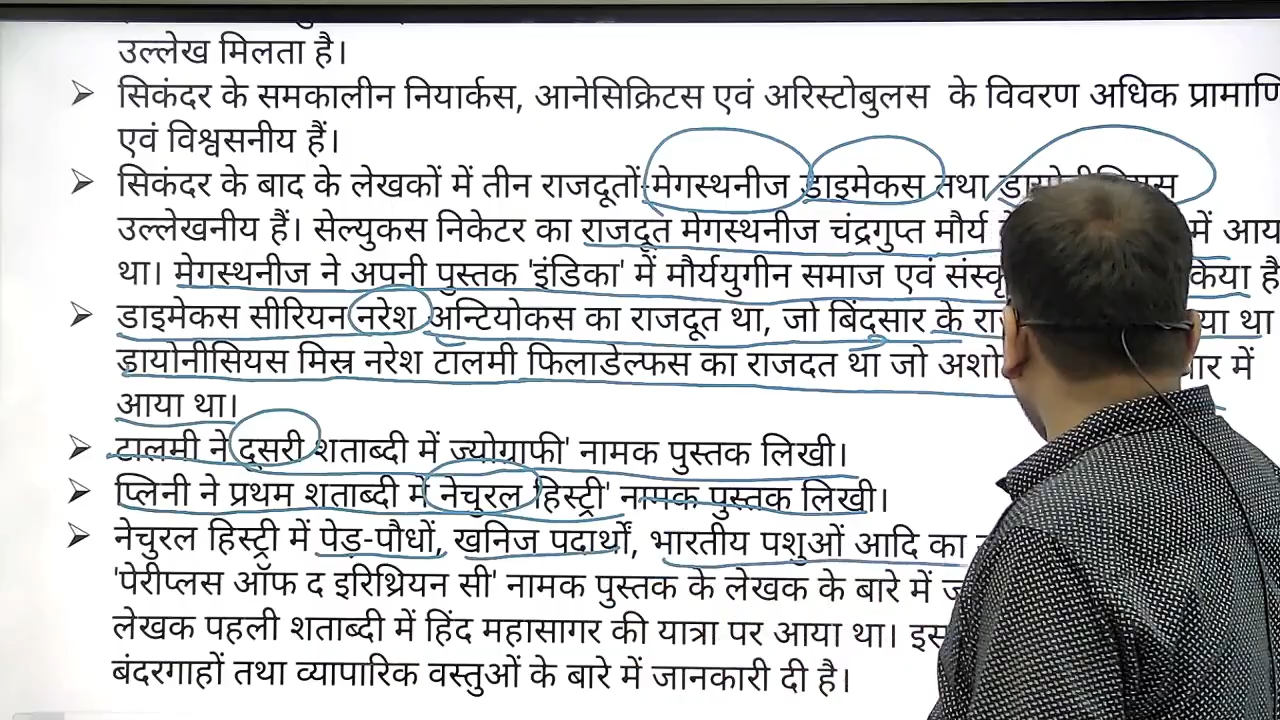 उल्लेख मिलता है।
➢ सिकंदर के समकालीन नियार्कस, आनेसिक्रिटस एवं अरिस्टोबुलस के विवरण अधिक प्रामाणि
एवं विश्वसनीय हैं।
➢ सिकंदर के बाद के लेखकों में तीन राजदूतों-मेगस्थनीज डाइमेकस तथा डायोनीसियस
उल्लेखनीय हैं। सेल्युकस निकेटर का राजदूत मेगस्थनीज चंद्रगुप्त मौर्य में आय
था। मेगस्थनीज ने अपनी पुस्तक 'इंडिका' में मौर्ययुगीन समाज एवं किया है
➢ डाइमेकस सीरियन नरेश अन्टियोकस का राजदूत था, जो बिंदुसार के था
डायोनीसियस मिस्र नरेश टालमी फिलाडेल्फस का राजदत था जो में
आया था।
➢ टालमी ने दूसरी शताब्दी में ज्योग्राफी' नामक पुस्तक लिखी।
➢ प्लिनी ने प्रथम शताब्दी में नेचुरल हिस्ट्री' नामक पुस्तक लिखी।
➢ नेचुरल हिस्ट्री में पेड़-पौधों, खनिज पदार्थों, भारतीय पशुओं आदि का
'पेरीप्लस ऑफ द इरिथ्रियन सी' नामक पुस्तक के लेखक के बारे में
लेखक पहली शताब्दी में हिंद महासागर की यात्रा पर आया था।
बंदरगाहों तथा व्यापारिक वस्तुओं के बारे में जानकारी दी है।